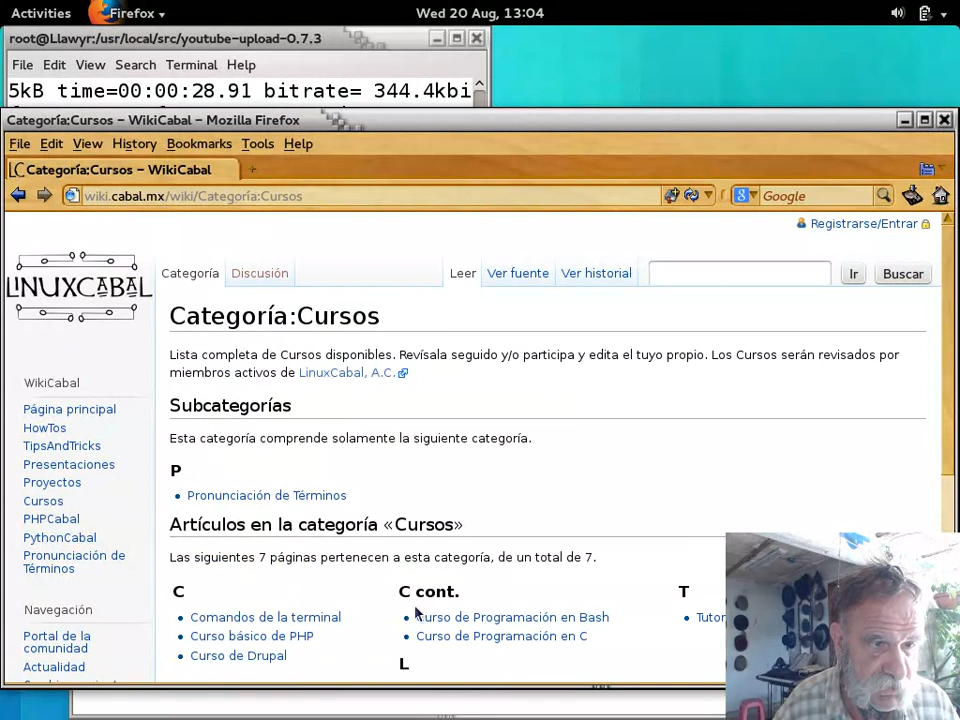 Activities Firefox Wed 20 Aug, 13:04
root@Llawyr:/usr/local/src/youtube-upload-0.7.3
File Edit View Search Terminal Help
5kB time=00:00:28.91 bitrate= 344.4kbi
Categoría:Cursos – WikiCabal – Mozilla Firefox
File Edit View History Bookmarks Tools Help
Categoría:Cursos – WikiCabal
wiki.cabal.mx/wiki/Categoría:Cursos Google
Registrarse/Entrar
LINUXCABAL
Categoría Discusión Leer Ver fuente Ver historial Ir Buscar
Categoría:Cursos
Lista completa de Cursos disponibles. Revísala seguido y/o participa y edita el tuyo propio. Los Cursos serán revisados por
miembros activos de LinuxCabal, A.C.
WikiCabal
Página principal
HowTos
TipsAndTricks
Presentaciones
Proyectos
Cursos
PHPCabal
PythonCabal
Pronunciación de
Términos
Navegación
Portal de la
comunidad
Actualidad
Subcategorías
Esta categoría comprende solamente la siguiente categoría.
P
Pronunciación de Términos
Artículos en la categoría «Cursos»
Las siguientes 7 páginas pertenecen a esta categoría, de un total de 7.
C
Comandos de la terminal
Curso básico de PHP
Curso de Drupal
C cont.
Curso de Programación en Bash
Curso de Programación en C
L
T
Tutor